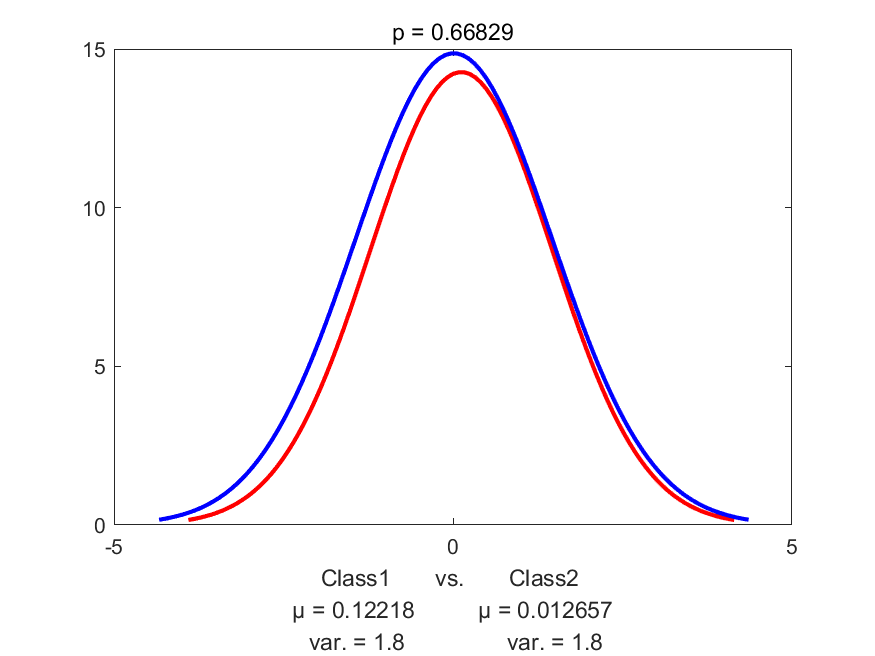 p = 0.66829
15
10
5
0
-5 0 5
Class1 vs. Class2
μ = 0.12218 μ = 0.012657
var. = 1.8 var. = 1.8